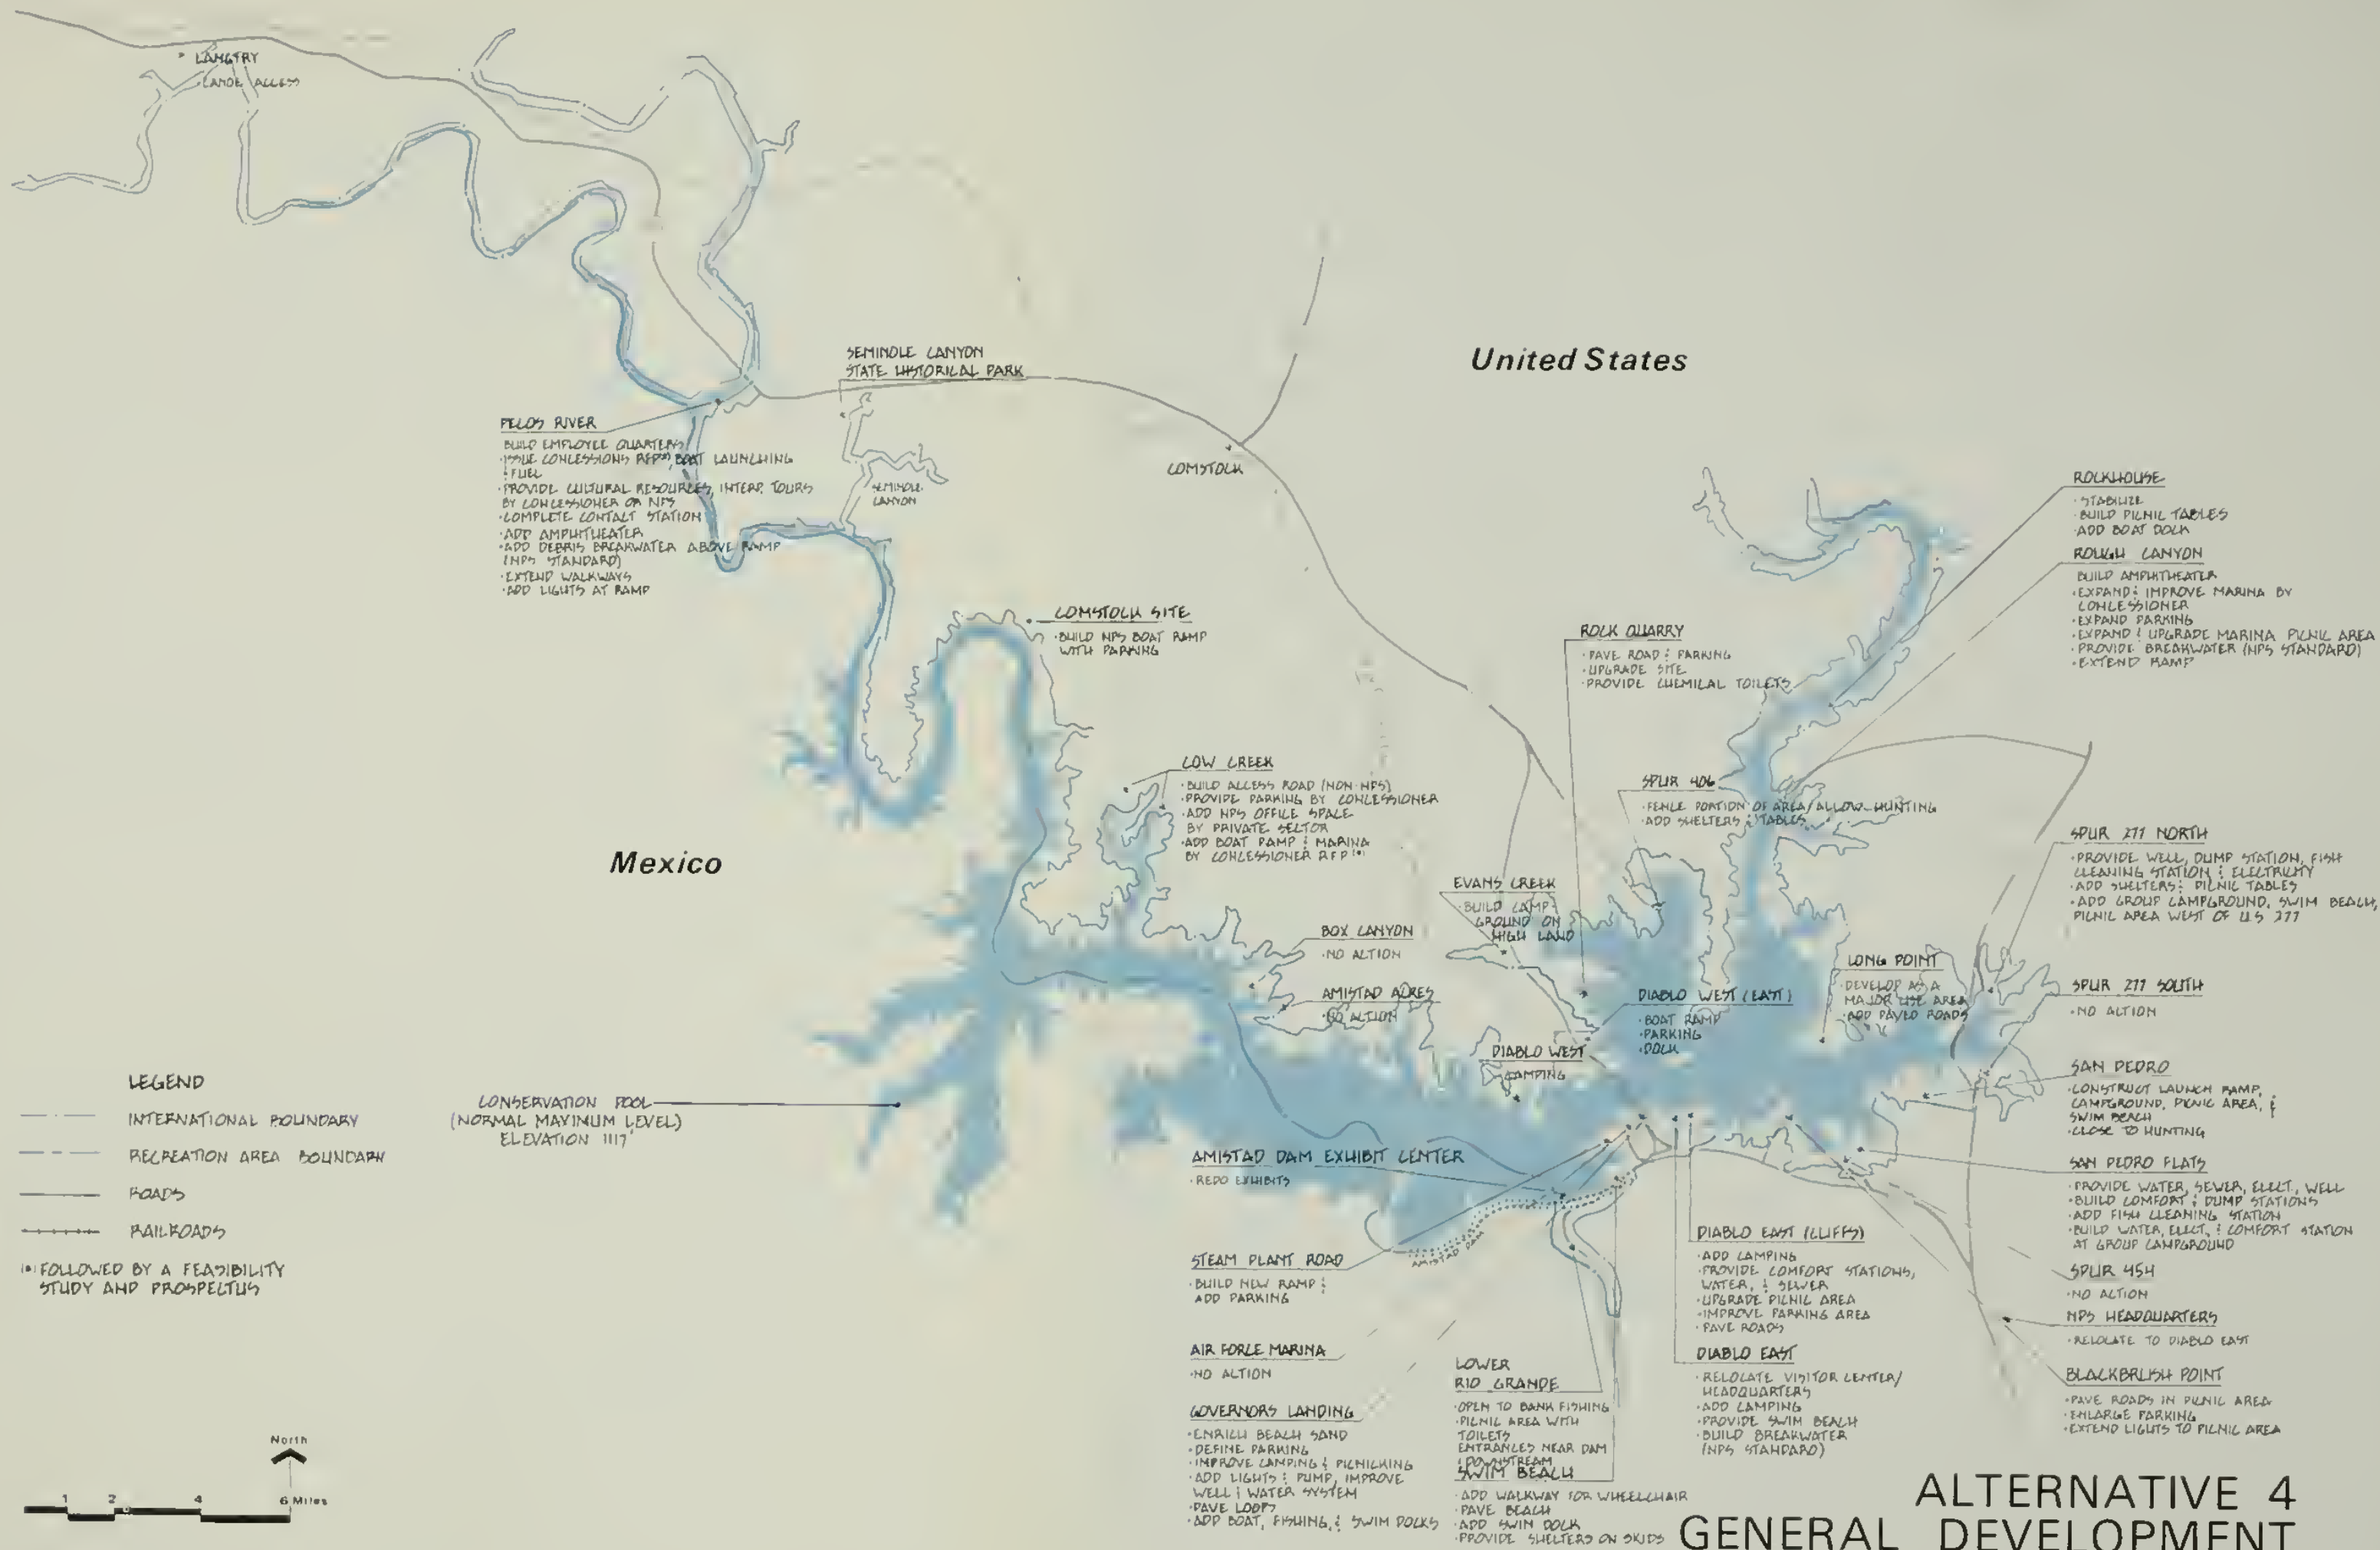 LANGTRY
CANOE ACCESS
SEMINOLE CANYON
STATE HISTORICAL PARK
United States
PECOS RIVER
BUILD EMPLOYEE QUARTERS
·ISSUE CONCESSIONS RFP(*), BOAT LAUNCHING
& FUEL
·PROVIDE CULTURAL RESOURCES, INTERP. TOURS
BY CONCESSIONER OR NPS
·COMPLETE CONTACT STATION
·ADD AMPHITHEATER
·ADD DEBRIS BREAKWATER ABOVE RAMP
(NPS STANDARD)
·EXTEND WALKWAYS
·ADD LIGHTS AT RAMP
SEMINOLE
CANYON
COMSTOCK
COMSTOCK SITE
·BUILD NPS BOAT RAMP
WITH PARKING
ROCK QUARRY
·PAVE ROAD & PARKING
·UPGRADE SITE
·PROVIDE CHEMICAL TOILETS
ROCKHOUSE
·STABILIZE
·BUILD PICNIC TABLES
·ADD BOAT DOCK
ROUGH CANYON
BUILD AMPHITHEATER
·EXPAND & IMPROVE MARINA BY
CONCESSIONER
·EXPAND PARKING
·EXPAND & UPGRADE MARINA PICNIC AREA
·PROVIDE BREAKWATER (NPS STANDARD)
·EXTEND RAMP
Mexico
COW CREEK
·BUILD ACCESS ROAD (NON-NPS)
·PROVIDE PARKING BY CONCESSIONER
·ADD NPS OFFICE SPACE
BY PRIVATE SECTOR
·ADD BOAT RAMP & MARINA
BY CONCESSIONER RFP(*)
SPUR 406
·FENCE PORTION OF AREA/ALLOW HUNTING
·ADD SHELTERS & TABLES
EVANS CREEK
·BUILD CAMP-
GROUND ON
HIGH LAND
BOX CANYON
·NO ACTION
AMISTAD ACRES
·NO ACTION
DIABLO WEST (EAST)
·BOAT RAMP
·PARKING
·DOCK
DIABLO WEST
·CAMPING
LONG POINT
·DEVELOP AS A
MAJOR USE AREA
·ADD PAVED ROADS
SPUR 277 NORTH
·PROVIDE WELL, DUMP STATION, FISH
CLEANING STATION & ELECTRICITY
·ADD SHELTERS & PICNIC TABLES
·ADD GROUP CAMPGROUND, SWIM BEACH,
PICNIC AREA WEST OF US 277
SPUR 277 SOUTH
·NO ACTION
SAN PEDRO
·CONSTRUCT LAUNCH RAMP,
CAMPGROUND, PICNIC AREA, &
SWIM BEACH
·CLOSE TO HUNTING
SAN PEDRO FLATS
·PROVIDE WATER, SEWER, ELECT., WELL
·BUILD COMFORT & DUMP STATIONS
·ADD FISH CLEANING STATION
·BUILD WATER, ELECT., & COMFORT STATION
AT GROUP CAMPGROUND
SPUR 454
·NO ACTION
NPS HEADQUARTERS
·RELOCATE TO DIABLO EAST
BLACKBRUSH POINT
·PAVE ROADS IN PICNIC AREA
·ENLARGE PARKING
·EXTEND LIGHTS TO PICNIC AREA
LEGEND
INTERNATIONAL BOUNDARY
RECREATION AREA BOUNDARY
ROADS
RAILROADS
(*) FOLLOWED BY A FEASIBILITY
STUDY AND PROSPECTUS
CONSERVATION POOL
(NORMAL MAXIMUM LEVEL)
ELEVATION 1117'
AMISTAD DAM EXHIBIT CENTER
·REDO EXHIBITS
AMISTAD DAM
STEAM PLANT ROAD
·BUILD NEW RAMP &
ADD PARKING
AIR FORCE MARINA
·NO ACTION
GOVERNORS LANDING
·ENRICH BEACH SAND
·DEFINE PARKING
·IMPROVE CAMPING & PICNICKING
·ADD LIGHTS & PUMP, IMPROVE
WELL & WATER SYSTEM
·PAVE LOOPS
·ADD BOAT, FISHING, & SWIM DOCKS
LOWER
RIO GRANDE
·OPEN TO BANK FISHING
·PICNIC AREA WITH
TOILETS
ENTRANCES NEAR DAM
& DOWNSTREAM
SWIM BEACH
·ADD WALKWAY FOR WHEELCHAIR
·PAVE BEACH
·ADD SWIM DOCK
·PROVIDE SHELTERS ON SKIDS
DIABLO EAST (CLIFFS)
·ADD CAMPING
·PROVIDE COMFORT STATIONS,
WATER, & SEWER
·UPGRADE PICNIC AREA
·IMPROVE PARKING AREA
·PAVE ROADS
DIABLO EAST
·RELOCATE VISITOR CENTER/
HEADQUARTERS
·ADD CAMPING
·PROVIDE SWIM BEACH
·BUILD BREAKWATER
(NPS STANDARD)
North
1 2 4 6 Miles
ALTERNATIVE 4
GENERAL DEVELOPMENT